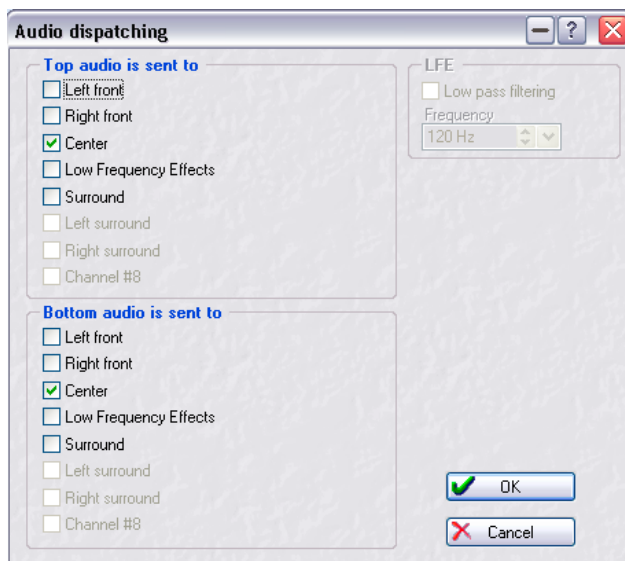 Audio dispatching
Top audio is sent to
Left front
Right front
Center
Low Frequency Effects
Surround
Left surround
Right surround
Channel #8
LFE
Low pass filtering
Frequency
120 Hz
Bottom audio is sent to
Left front
Right front
Center
Low Frequency Effects
Surround
Left surround
Right surround
Channel #8
OK
Cancel